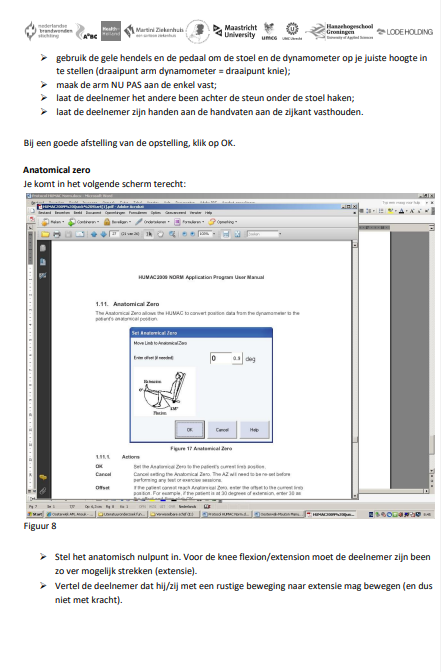 nederlandse
brandwonden
stichting
Martini Ziekenhuis
Maastricht
University
umcg
Hanzehogeschool
Groningen
University of Applied Sciences
LODE HOLDING
➢ gebruik de gele hendels en de pedaal om de stoel en de dynamometer op je juiste hoogte in
te stellen (draaipunt arm dynamometer = draaipunt knie);
➢ maak de arm NU PAS aan de enkel vast;
➢ laat de deelnemer het andere been achter de steun onder de stoel haken;
➢ laat de deelnemer zijn handen aan de handvaten aan de zijkant vasthouden.
Bij een goede afstelling van de opstelling, klik op OK.
Anatomical zero
Je komt in het volgende scherm terecht:
HUMAC2009 NORM Application Program User Manual
1.11. Anatomical Zero
The Anatomical Zero allows the HUMAC to convert position data from the dynamometer to the
patient's anatomical position.
Set Anatomical Zero
Move Limb to Anatomical Zero
Enter offset (if needed)
0
deg
Extension
Flexion
OK
Cancel
Help
Figure 17 Anatomical Zero
1.11.1. Actions
OK Set the Anatomical Zero to the patient's current limb position.
Cancel Cancel setting the Anatomical Zero. The AZ will need to be re-set before
performing any test or exercise sessions.
Offset If the patient cannot reach Anatomical Zero, enter the offset to the current limb
position. For example, if the patient is at 30 degrees of extension, enter 30 as
Figuur 8
➢ Stel het anatomisch nulpunt in. Voor de knee flexion/extension moet de deelnemer zijn been
zo ver mogelijk strekken (extensie).
➢ Vertel de deelnemer dat hij/zij met een rustige beweging naar extensie mag bewegen (en dus
niet met kracht).